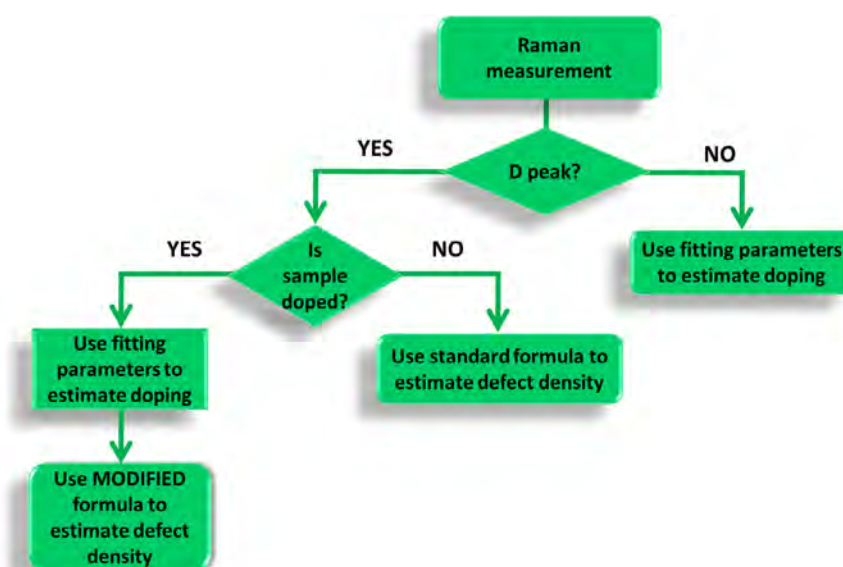 Raman
measurement
YES
NO
D peak?
YES
Is
sample
doped?
NO
Use fitting parameters
to estimate doping
Use fitting
parameters to
estimate doping
Use standard formula to
estimate defect density
Use MODIFIED
formula to
estimate defect
density